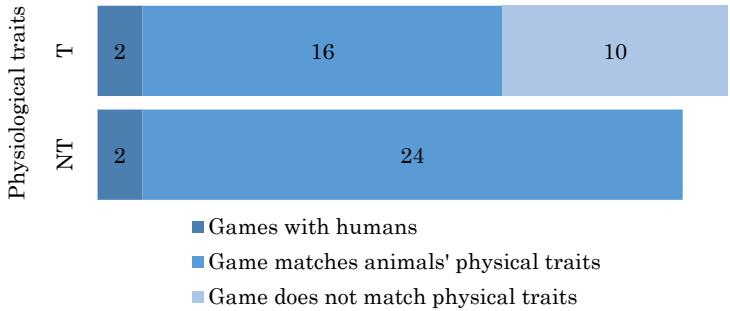 Physiological traits
T
2 16 10
NT
2 24
Games with humans
Game matches animals' physical traits
Game does not match physical traits